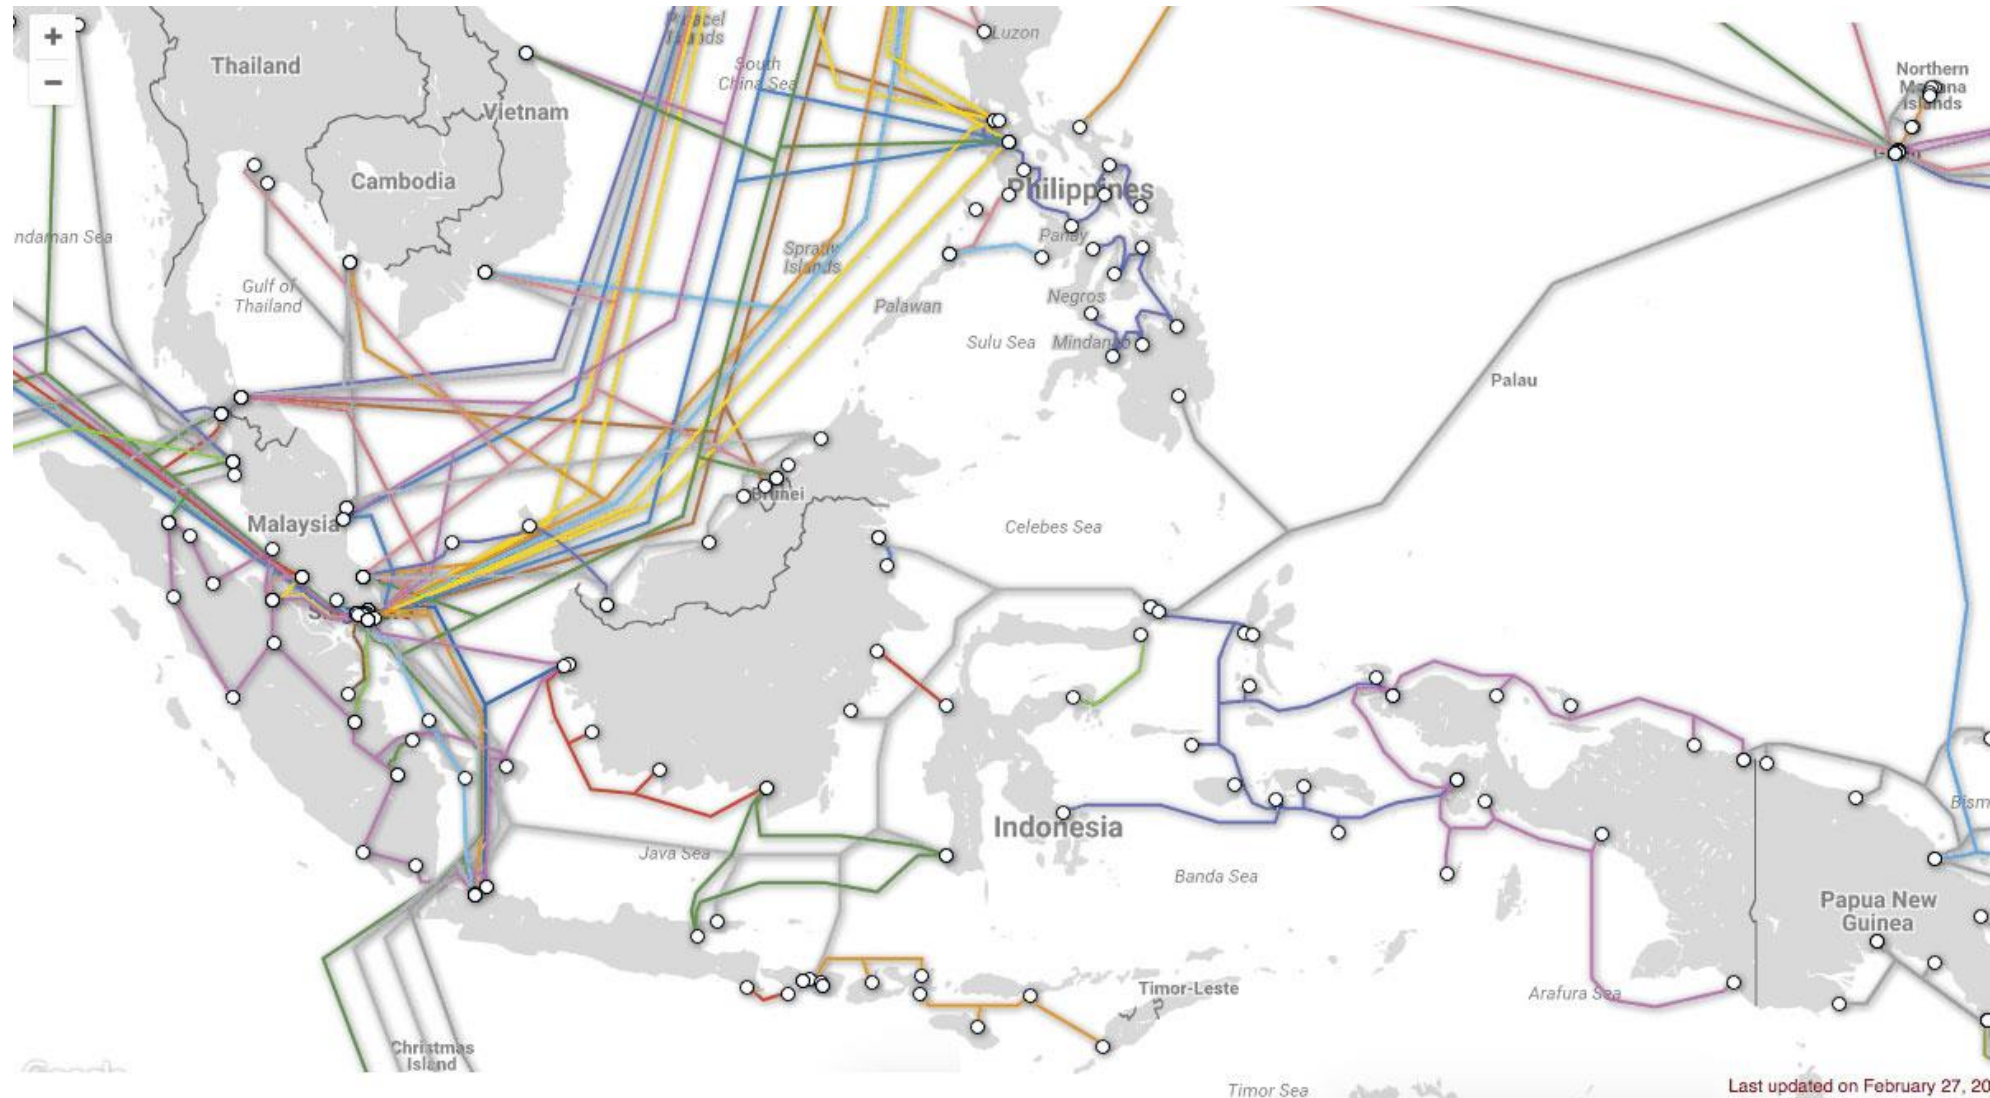 +
−
Thailand
Vietnam
Cambodia
ndaman Sea
Gulf of
Thailand
South
China Sea
Luzon
Philippines
Panay
Palawan
Negros
Sulu Sea
Islands
Northern
Islands
Palau
Malaysia
Brunei
Celebes Sea
Indonesia
Java Sea
Banda Sea
Bism
Papua New
Guinea
Timor-Leste
Arafura Sea
Christmas
Island
Timor Sea
Last updated on February 27, 20